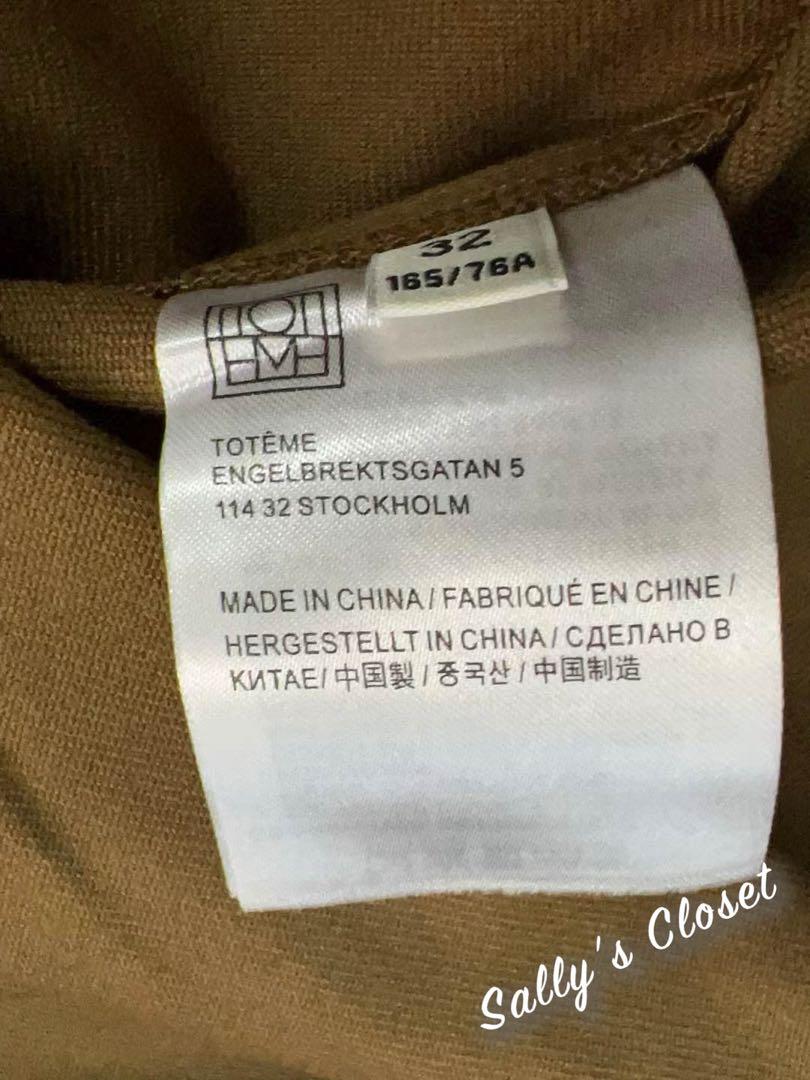 32
165/76A
TOTÊME
TOTÊME
ENGELBREKTSGATAN 5
114 32 STOCKHOLM
MADE IN CHINA / FABRIQUÉ EN CHINE /
HERGESTELLT IN CHINA / СДЕЛАНО В
КИТАЕ / 中国製 / 중국산 / 中国制造
Sally's Closet